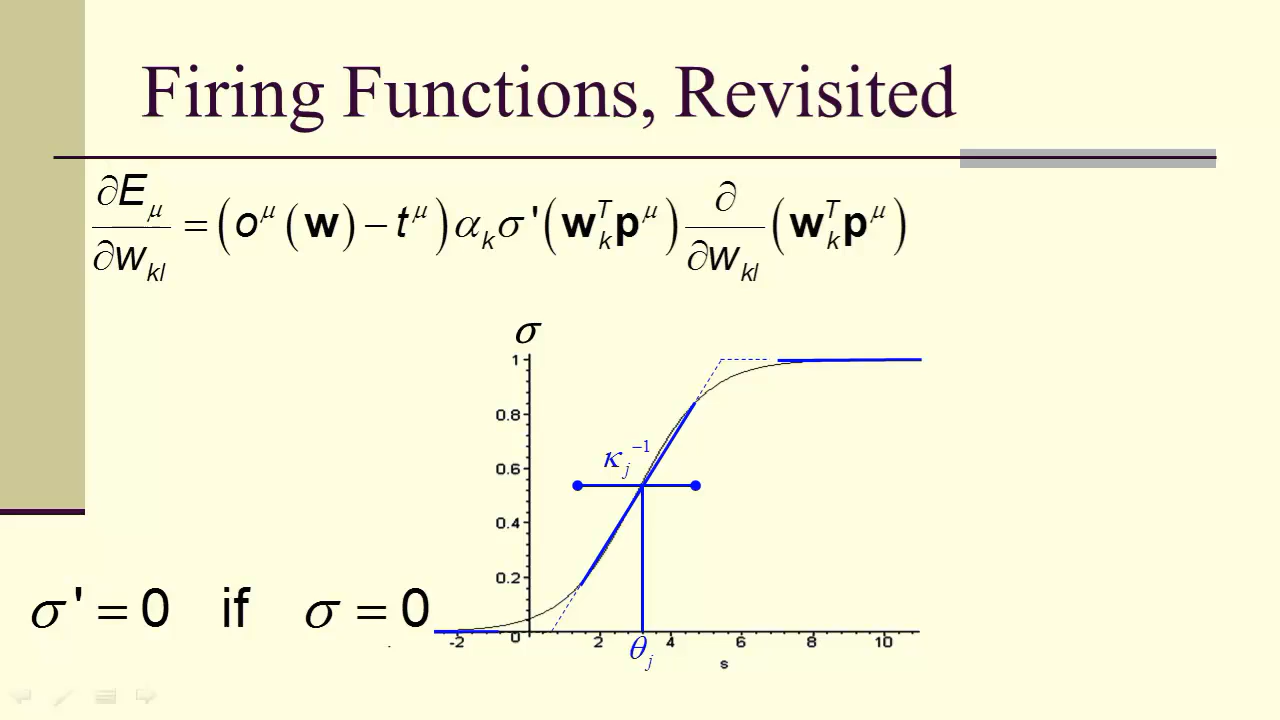 Firing Functions, Revisited
∂E_μ/∂w_kl = (o^μ(w) − t^μ) α_k σ'(w_k^T p^μ) ∂/∂w_kl (w_k^T p^μ)
σ
1
0.8
κ_j^−1
0.6
0.4
0.2
σ' = 0 if σ = 0
-2 0 2 4 6 8 10
θ_j
s